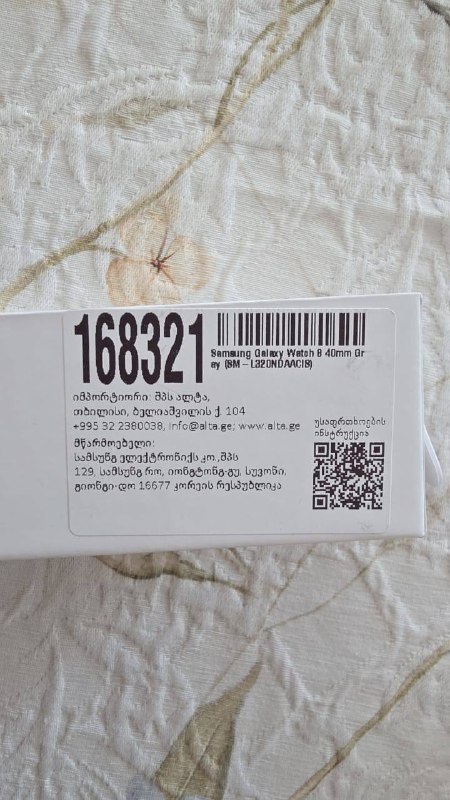 168321
Samsung Galaxy Watch 8 40mm Gr
ay (SM-L320NDAACIS)
იმპორტიორი: შპს ალტა,
თბილისი, ბელიაშვილის ქ. 104
+995 32 2380038, info@alta.ge; www.alta.ge
მწარმოებელი:
სამსუნგ ელექტრონიქს კო.,შპს
129, სამსუნგ რო, იონგტონგ-გუ, სუვონი,
გიონგი-დო 16677 კორეის რესპუბლიკა
უსაფრთხოების
ინსტრუქცია